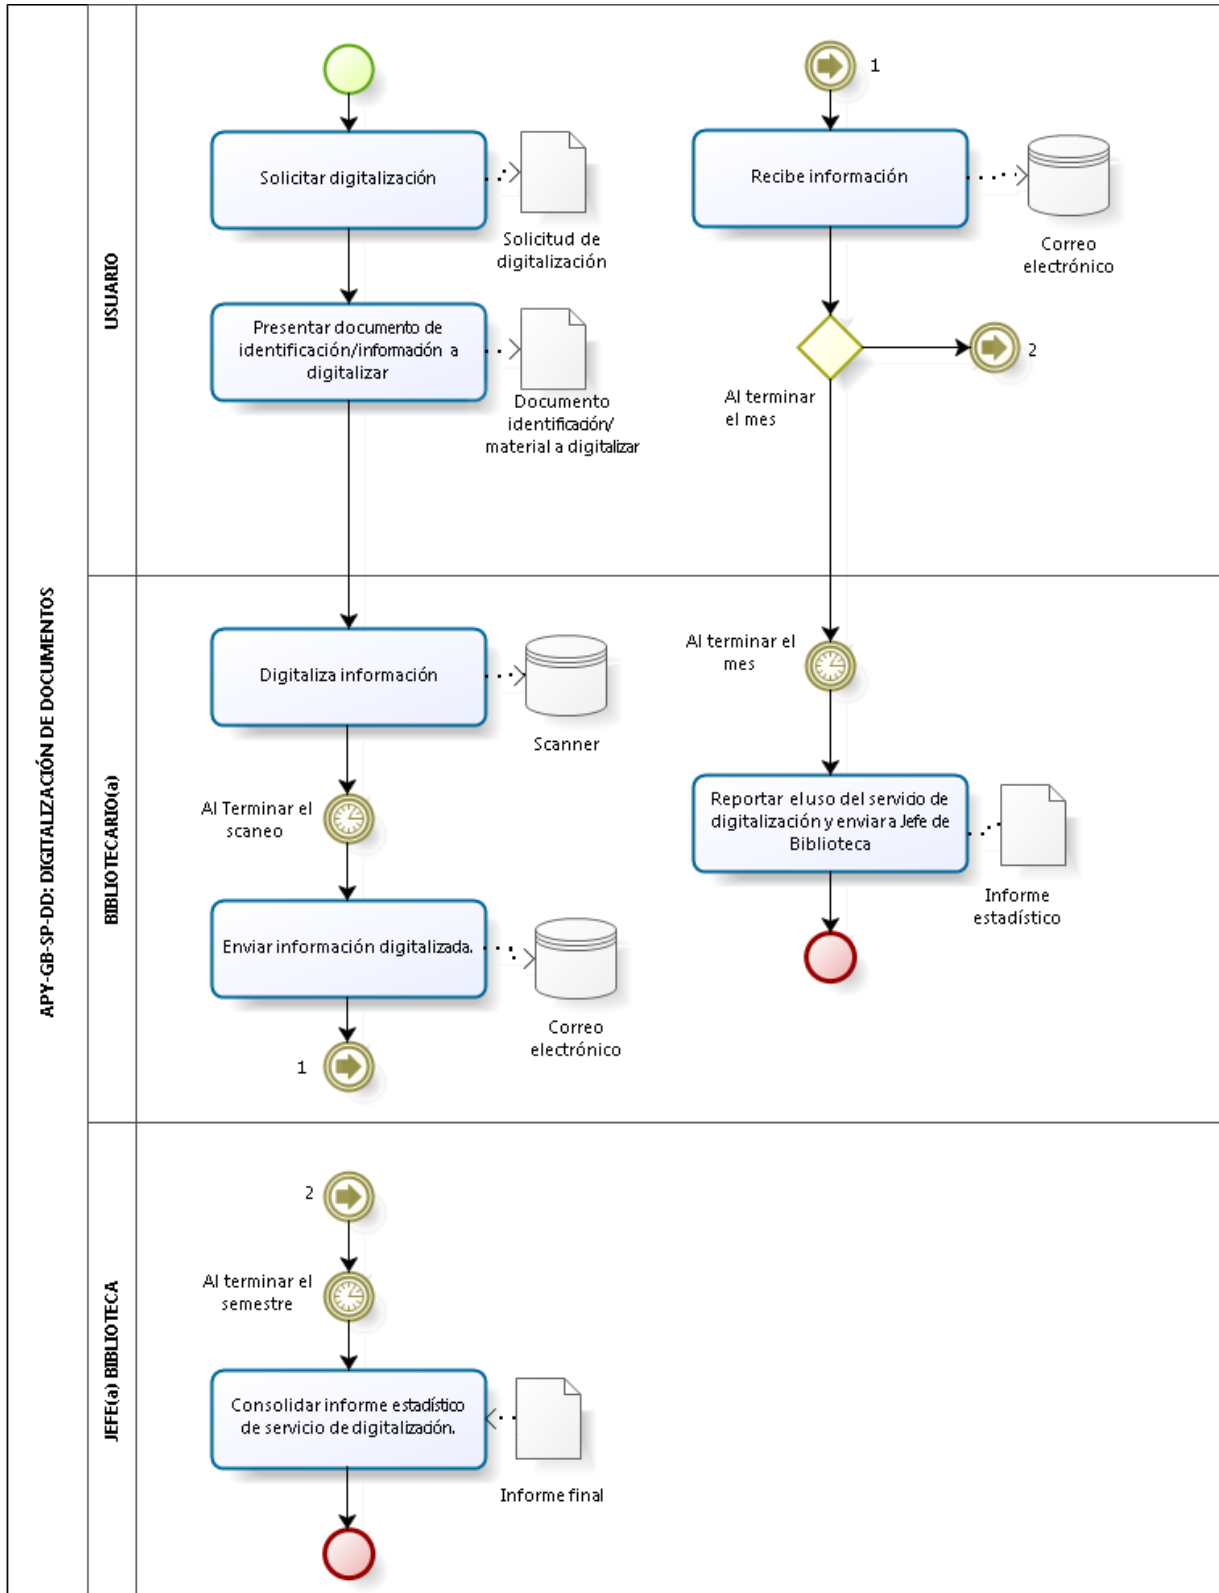 APY-GB-SP-DD: DIGITALIZACIÓN DE DOCUMENTOS
USUARIO
Solicitar digitalización
Solicitud de
digitalización
Presentar documento de
identificación/información a
digitalizar
Documento
identificación/
material a digitalizar
1
Recibe información
Correo
electrónico
2
Al terminar
el mes
BIBLIOTECARIO(a)
Digitaliza información
Scanner
Al Terminar el
scaneo
Enviar información digitalizada.
Correo
electrónico
1
Al terminar el
mes
Reportar el uso del servicio de
digitalización y enviar a Jefe de
Biblioteca
Informe
estadístico
JEFE(a) BIBLIOTECA
2
Al terminar el
semestre
Consolidar informe estadístico
de servicio de digitalización.
Informe final